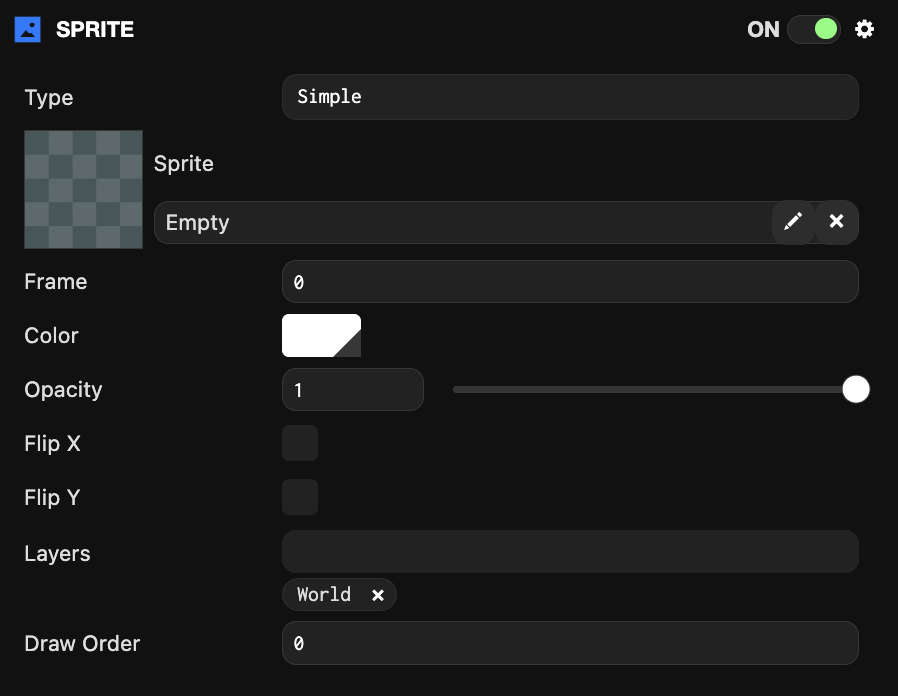 SPRITE ON
Type Simple
Sprite
Empty
Frame 0
Color
Opacity 1
Flip X
Flip Y
Layers
World
Draw Order 0